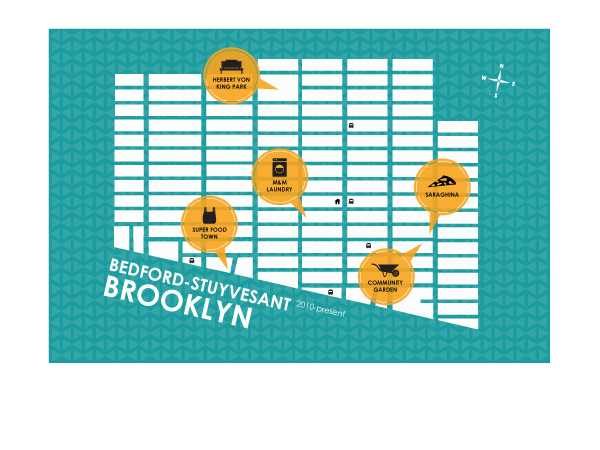 HERBERT VON
KING PARK
N
W E
S
M&M
LAUNDRY
SARAGHINA
SUPER FOOD
TOWN
COMMUNITY
GARDEN
BEDFORD-STUYVESANT
BROOKLYN
2010-present